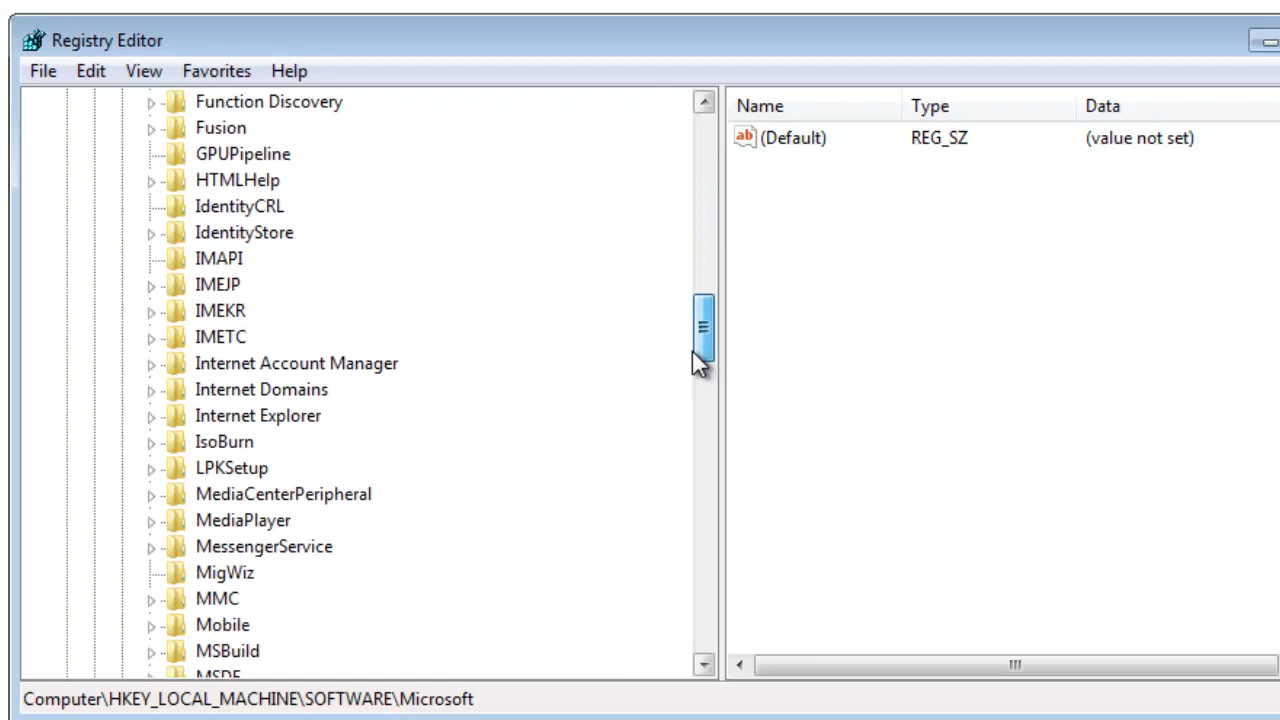 Registry Editor
File Edit View Favorites Help
Function Discovery
Fusion
GPUPipeline
HTMLHelp
IdentityCRL
IdentityStore
IMAPI
IMEJP
IMEKR
IMETC
Internet Account Manager
Internet Domains
Internet Explorer
IsoBurn
LPKSetup
MediaCenterPeripheral
MediaPlayer
MessengerService
MigWiz
MMC
Mobile
MSBuild
Name Type Data
ab (Default) REG_SZ (value not set)
Computer\HKEY_LOCAL_MACHINE\SOFTWARE\Microsoft